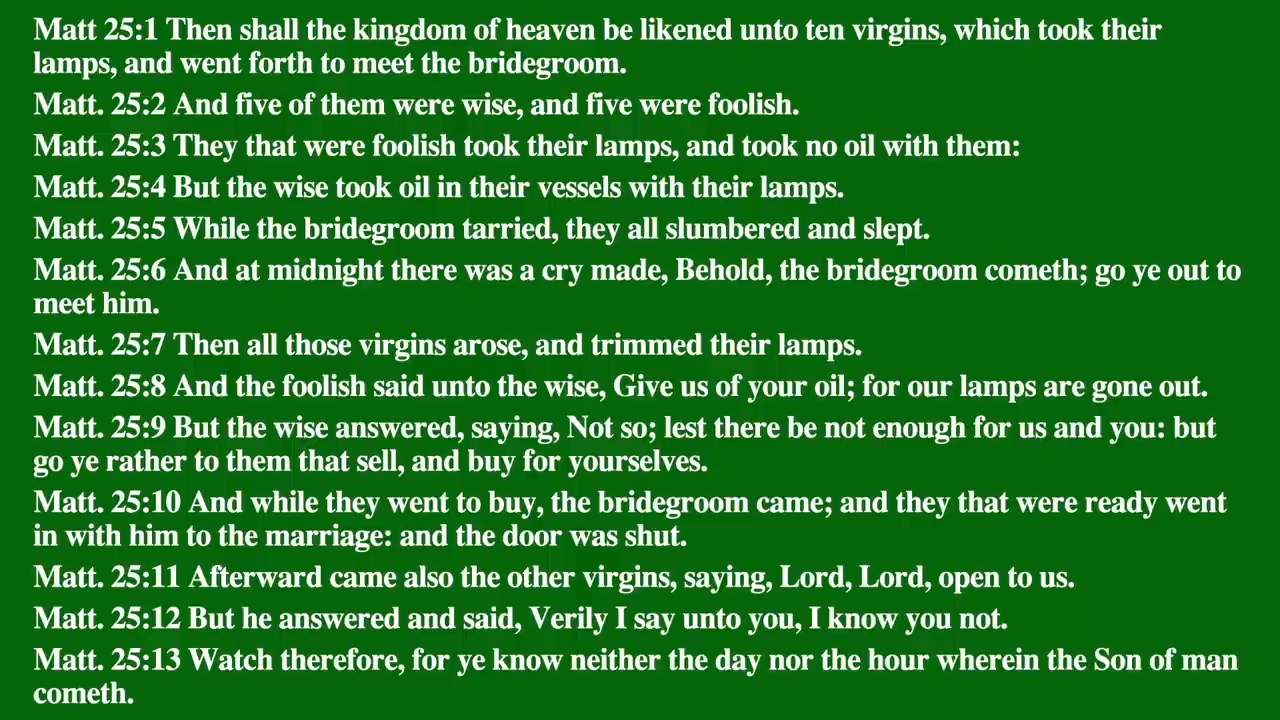 Matt 25:1 Then shall the kingdom of heaven be likened unto ten virgins, which took their
lamps, and went forth to meet the bridegroom.
Matt. 25:2 And five of them were wise, and five were foolish.
Matt. 25:3 They that were foolish took their lamps, and took no oil with them:
Matt. 25:4 But the wise took oil in their vessels with their lamps.
Matt. 25:5 While the bridegroom tarried, they all slumbered and slept.
Matt. 25:6 And at midnight there was a cry made, Behold, the bridegroom cometh; go ye out to
meet him.
Matt. 25:7 Then all those virgins arose, and trimmed their lamps.
Matt. 25:8 And the foolish said unto the wise, Give us of your oil; for our lamps are gone out.
Matt. 25:9 But the wise answered, saying, Not so; lest there be not enough for us and you: but
go ye rather to them that sell, and buy for yourselves.
Matt. 25:10 And while they went to buy, the bridegroom came; and they that were ready went
in with him to the marriage: and the door was shut.
Matt. 25:11 Afterward came also the other virgins, saying, Lord, Lord, open to us.
Matt. 25:12 But he answered and said, Verily I say unto you, I know you not.
Matt. 25:13 Watch therefore, for ye know neither the day nor the hour wherein the Son of man
cometh.